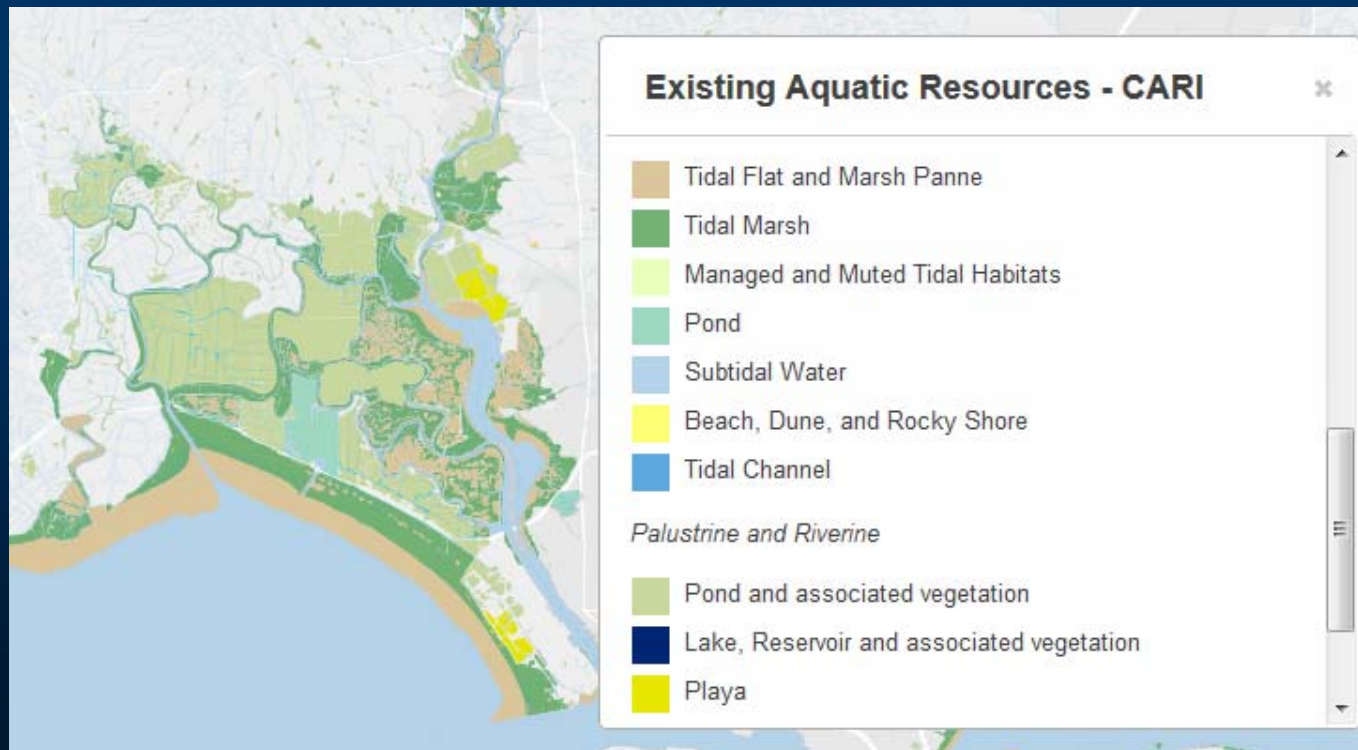 Existing Aquatic Resources - CARI
Tidal Flat and Marsh Panne
Tidal Marsh
Managed and Muted Tidal Habitats
Pond
Subtidal Water
Beach, Dune, and Rocky Shore
Tidal Channel
Palustrine and Riverine
Pond and associated vegetation
Lake, Reservoir and associated vegetation
Playa